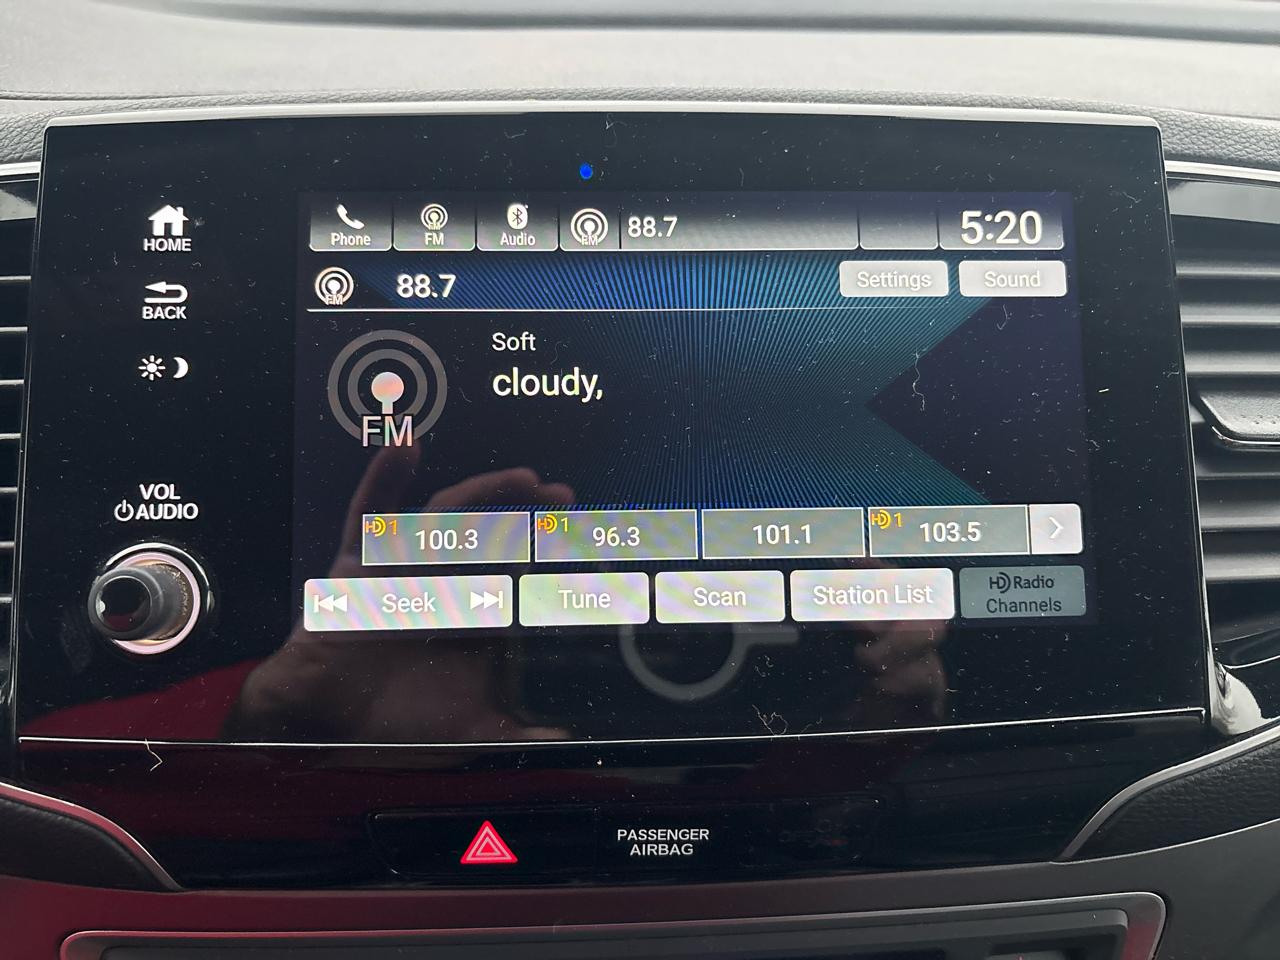 HOME
BACK
VOL
AUDIO
Phone
FM
Audio
FM
88.7
5:20
FM
88.7
Settings
Sound
FM
Soft
cloudy,
HD 1
100.3
HD 1
96.3
101.1
HD 1
103.5
Seek
Tune
Scan
Station List
HD Radio
Channels
PASSENGER
AIRBAG